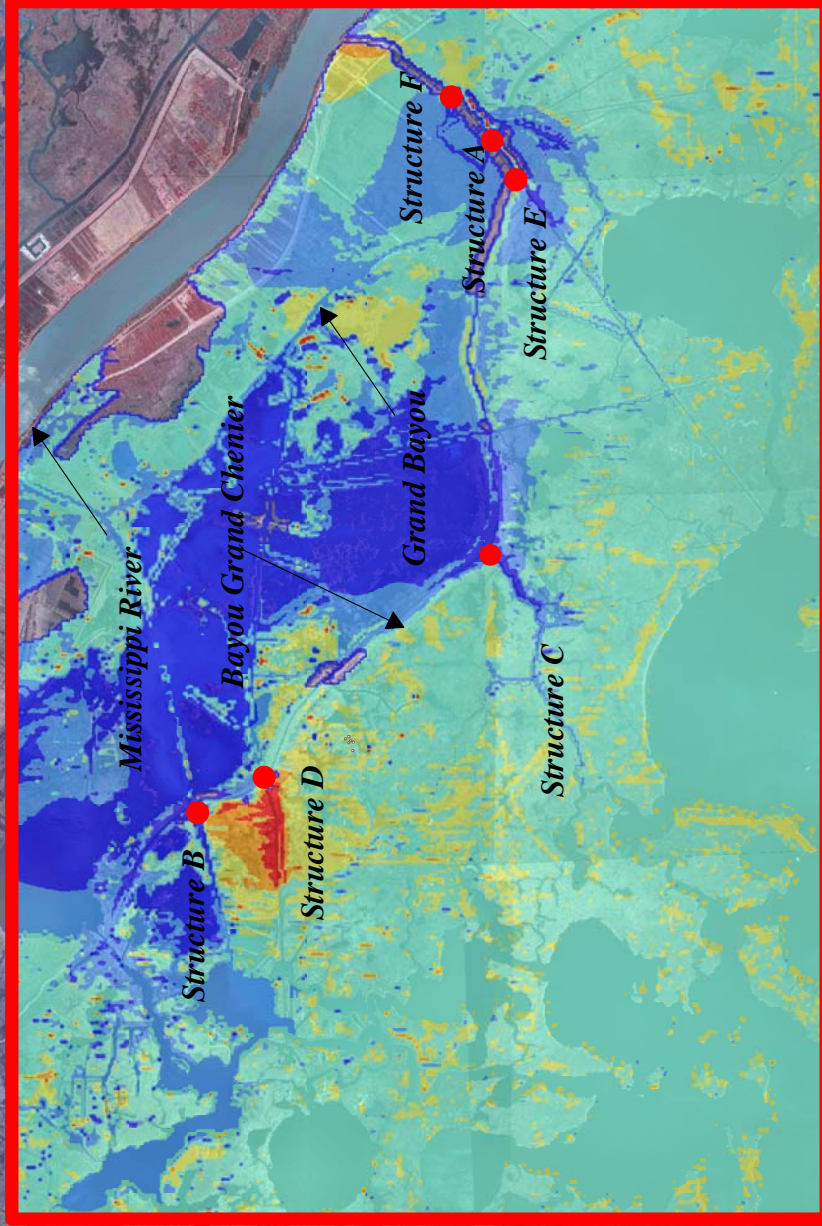 Mississippi River
Structure B
Bayou Grand Chenier
Structure D
Grand Bayou
Structure F
Structure A
Structure C
Structure E